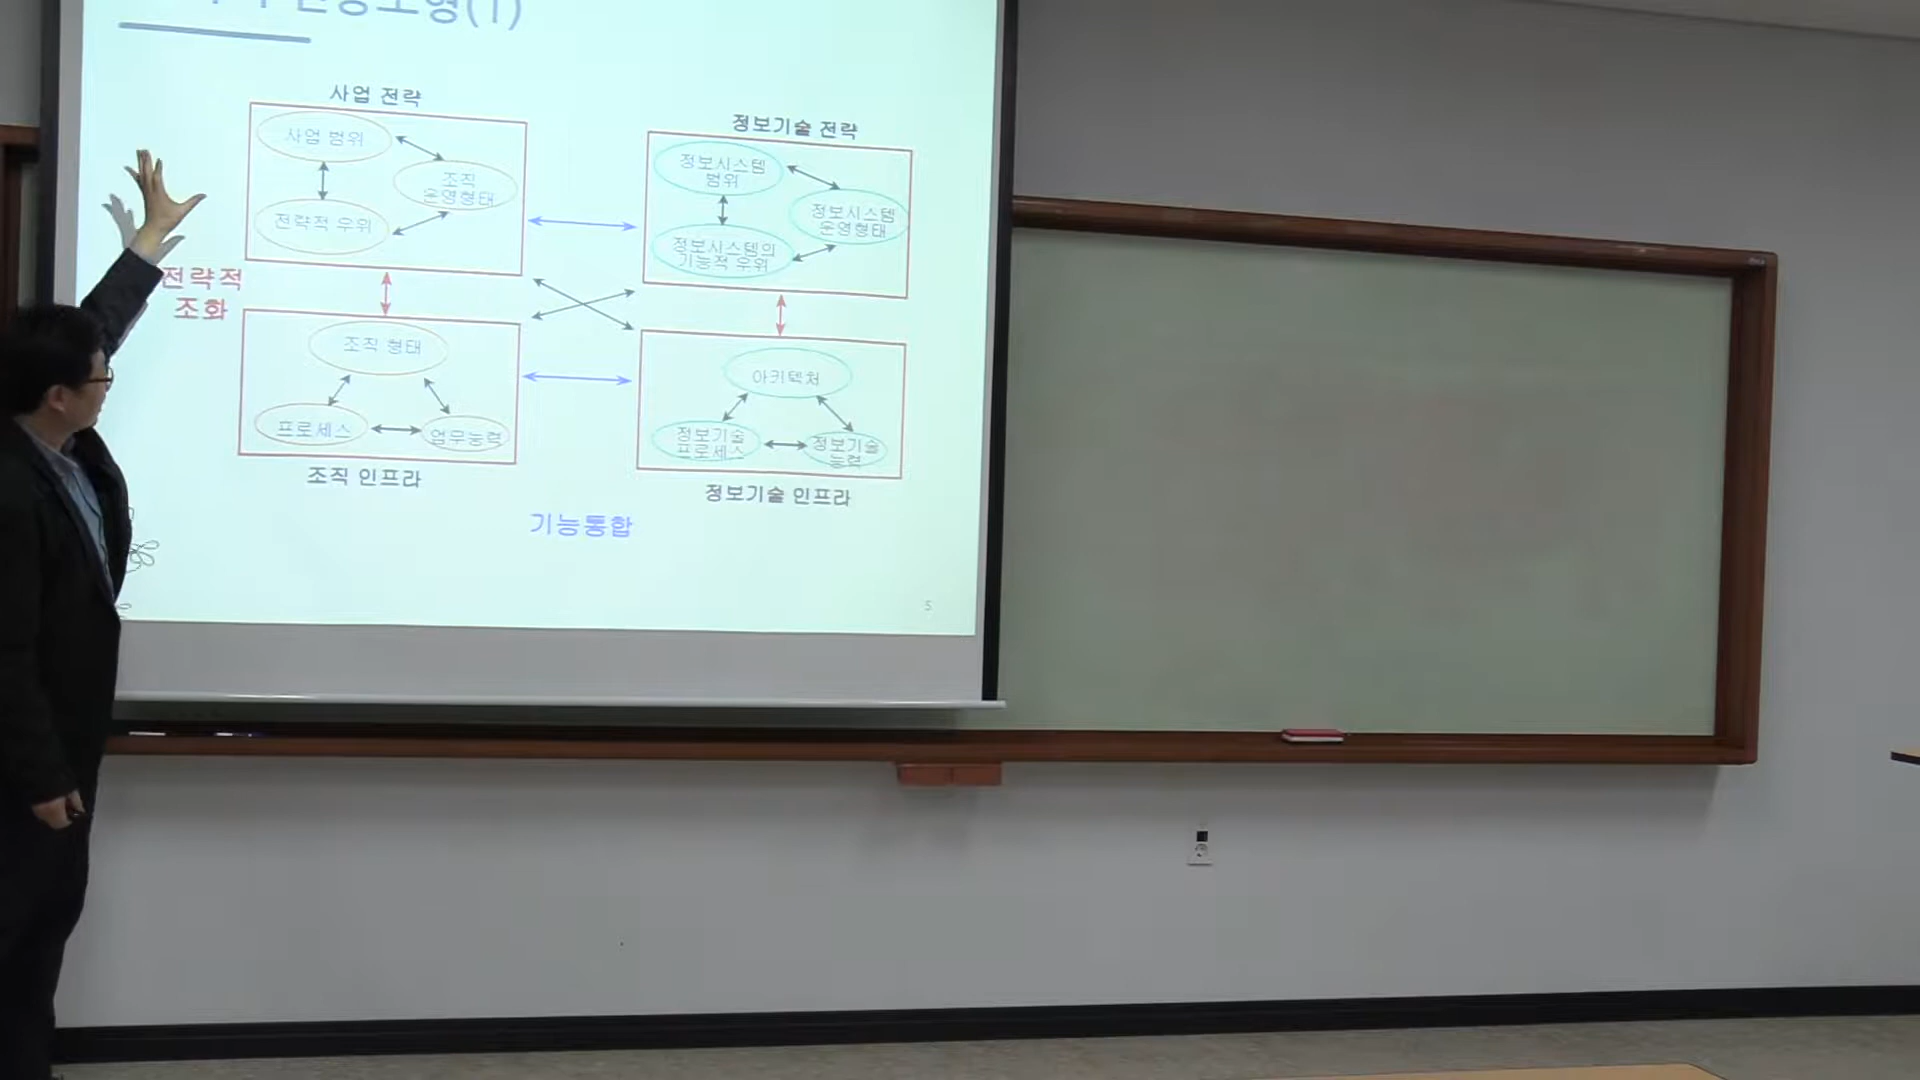 사업 전략
사업 범위
조직
운영형태
전략적 우위
정보기술 전략
정보시스템
범위
정보시스템
운영형태
정보시스템의
기능적 우위
전략적
조화
조직 형태
프로세스
업무능력
조직 인프라
아키텍처
정보기술
프로세스
정보기술
능력
정보기술 인프라
기능통합
5